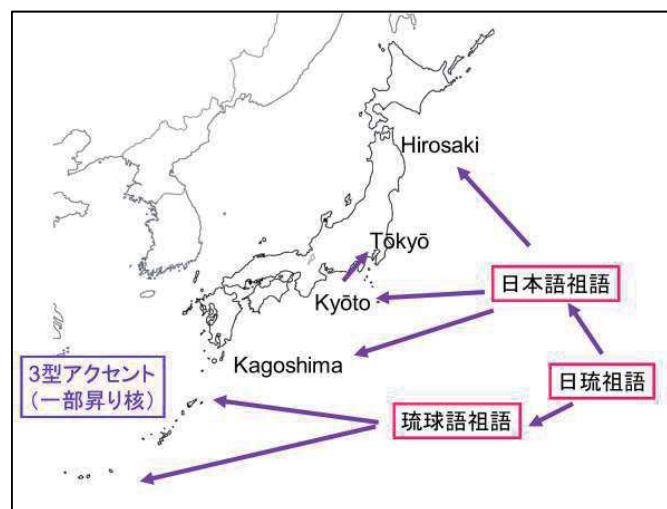 Hirosaki
Tōkyō
日本語祖語
Kyōto
Kagoshima
3型アクセント
(一部昇り核)
日琉祖語
琉球語祖語